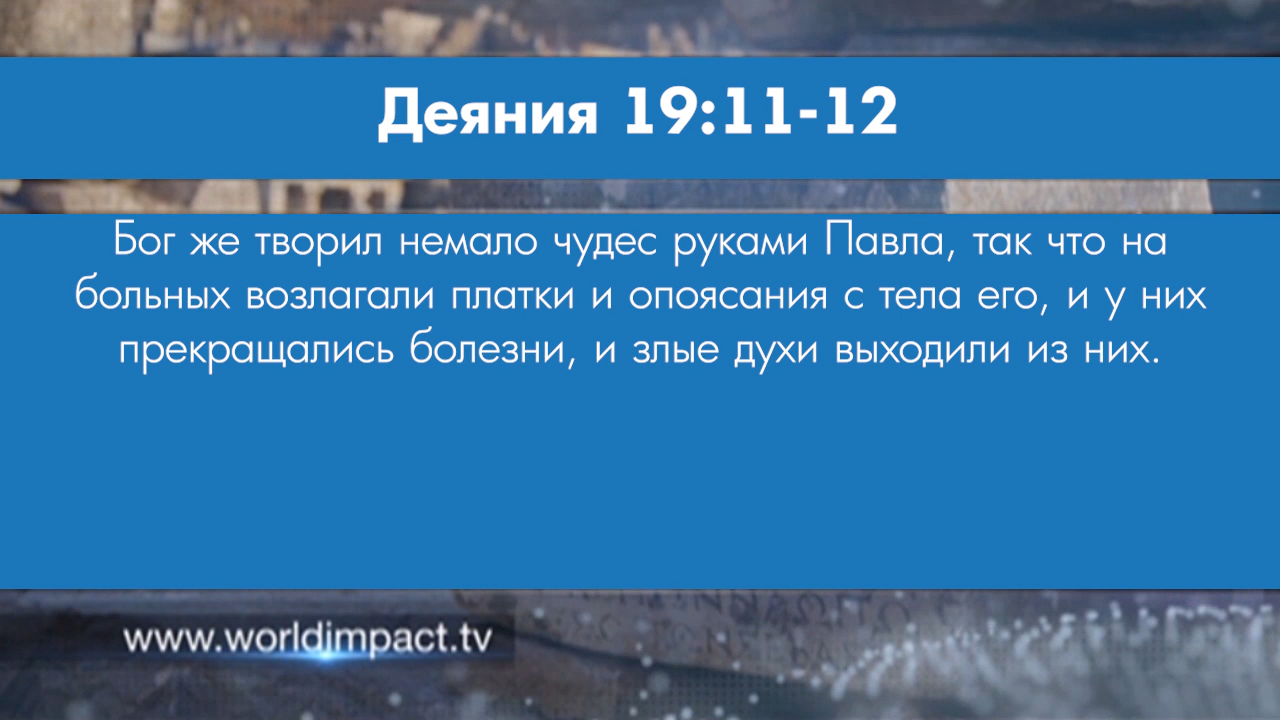 Деяния 19:11-12
Бог же творил немало чудес руками Павла, так что на
больных возлагали платки и опоясания с тела его, и у них
прекращались болезни, и злые духи выходили из них.
www.worldimpact.tv